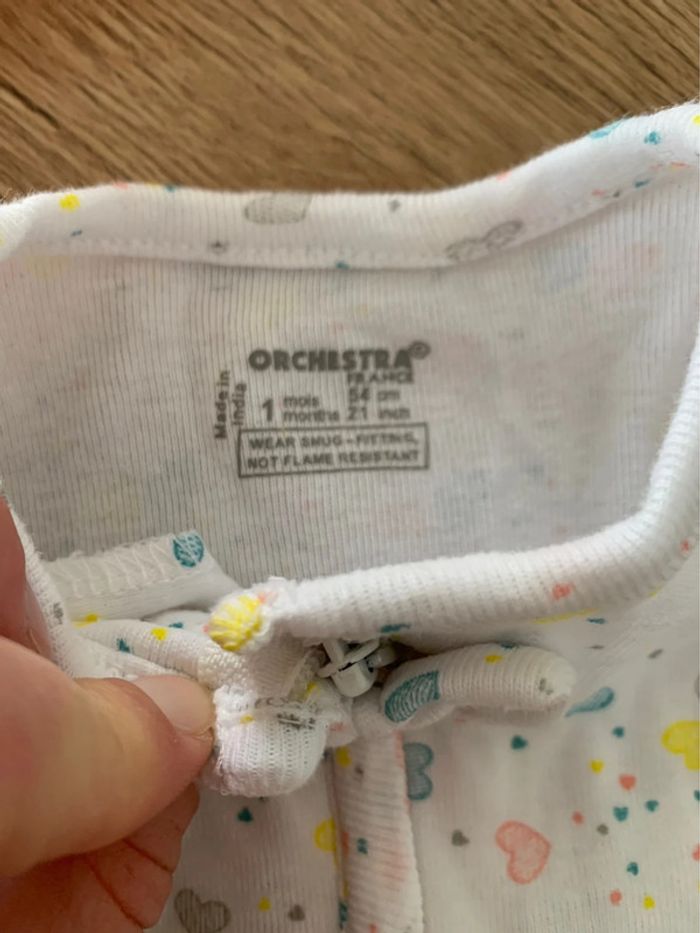 ORCHESTRA®
FRANCE
Made in
India
1 mois 54 cm
months 21 inch
WEAR SNUG-FITTING,
NOT FLAME RESISTANT